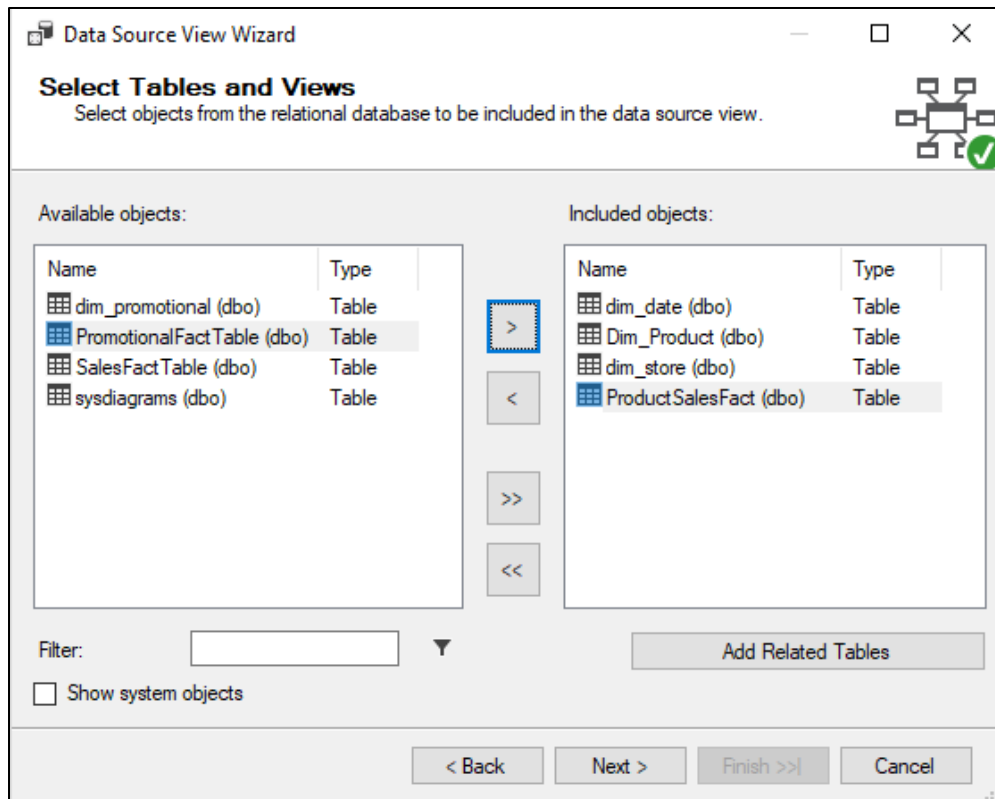 Data Source View Wizard
Select Tables and Views
Select objects from the relational database to be included in the data source view.
Available objects:
Name Type
dim_promotional (dbo) Table
PromotionalFactTable (dbo) Table
SalesFactTable (dbo) Table
sysdiagrams (dbo) Table
>
<
>>
<<
Included objects:
Name Type
dim_date (dbo) Table
Dim_Product (dbo) Table
dim_store (dbo) Table
ProductSalesFact (dbo) Table
Filter:
Add Related Tables
Show system objects
< Back Next > Finish >>| Cancel